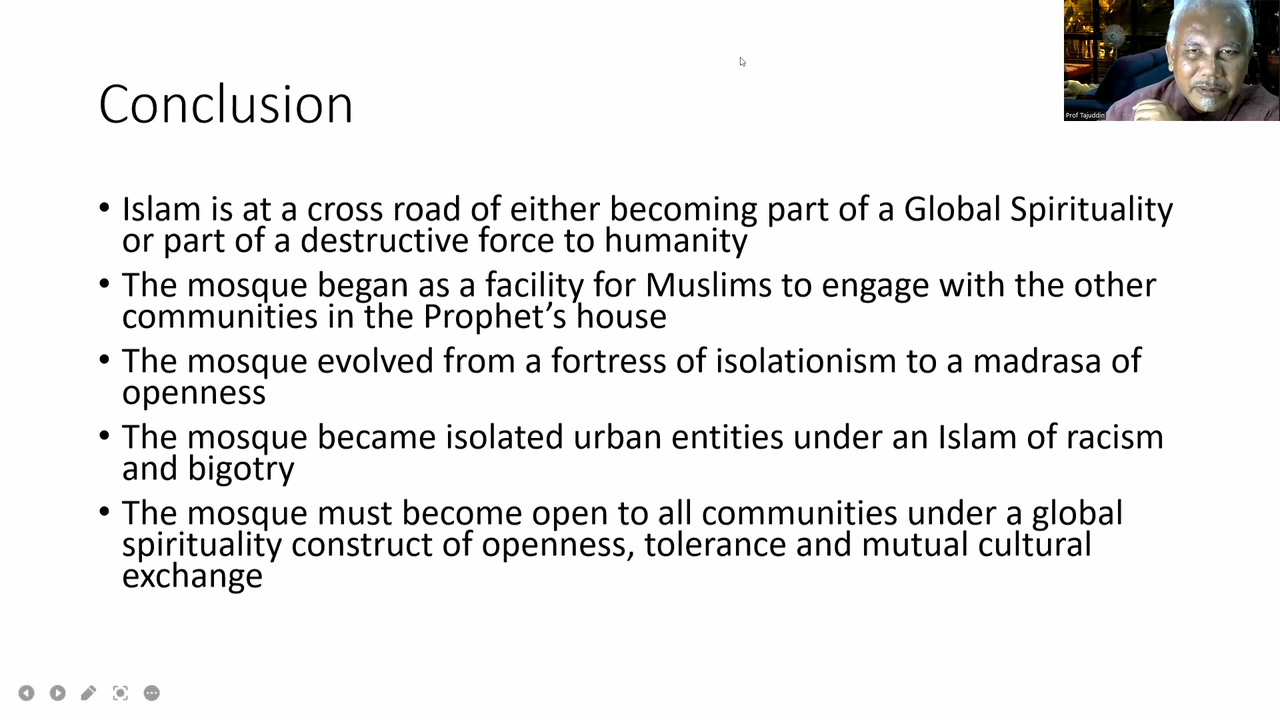 Conclusion
• Islam is at a cross road of either becoming part of a Global Spirituality
or part of a destructive force to humanity
• The mosque began as a facility for Muslims to engage with the other
communities in the Prophet’s house
• The mosque evolved from a fortress of isolationism to a madrasa of
openness
• The mosque became isolated urban entities under an Islam of racism
and bigotry
• The mosque must become open to all communities under a global
spirituality construct of openness, tolerance and mutual cultural
exchange
Prof Tajuddin